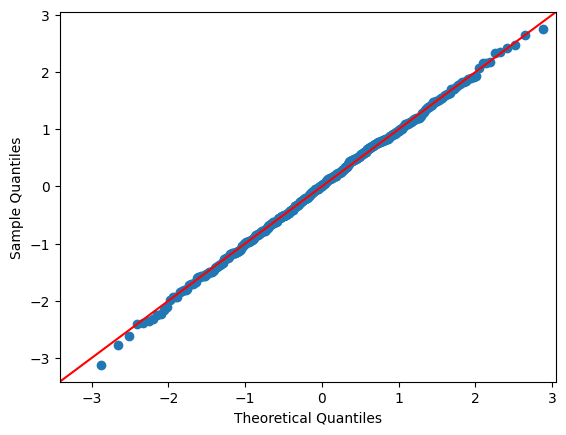 3
2
1
0
−1
−2
−3
Sample Quantiles
−3 −2 −1 0 1 2 3
Theoretical Quantiles